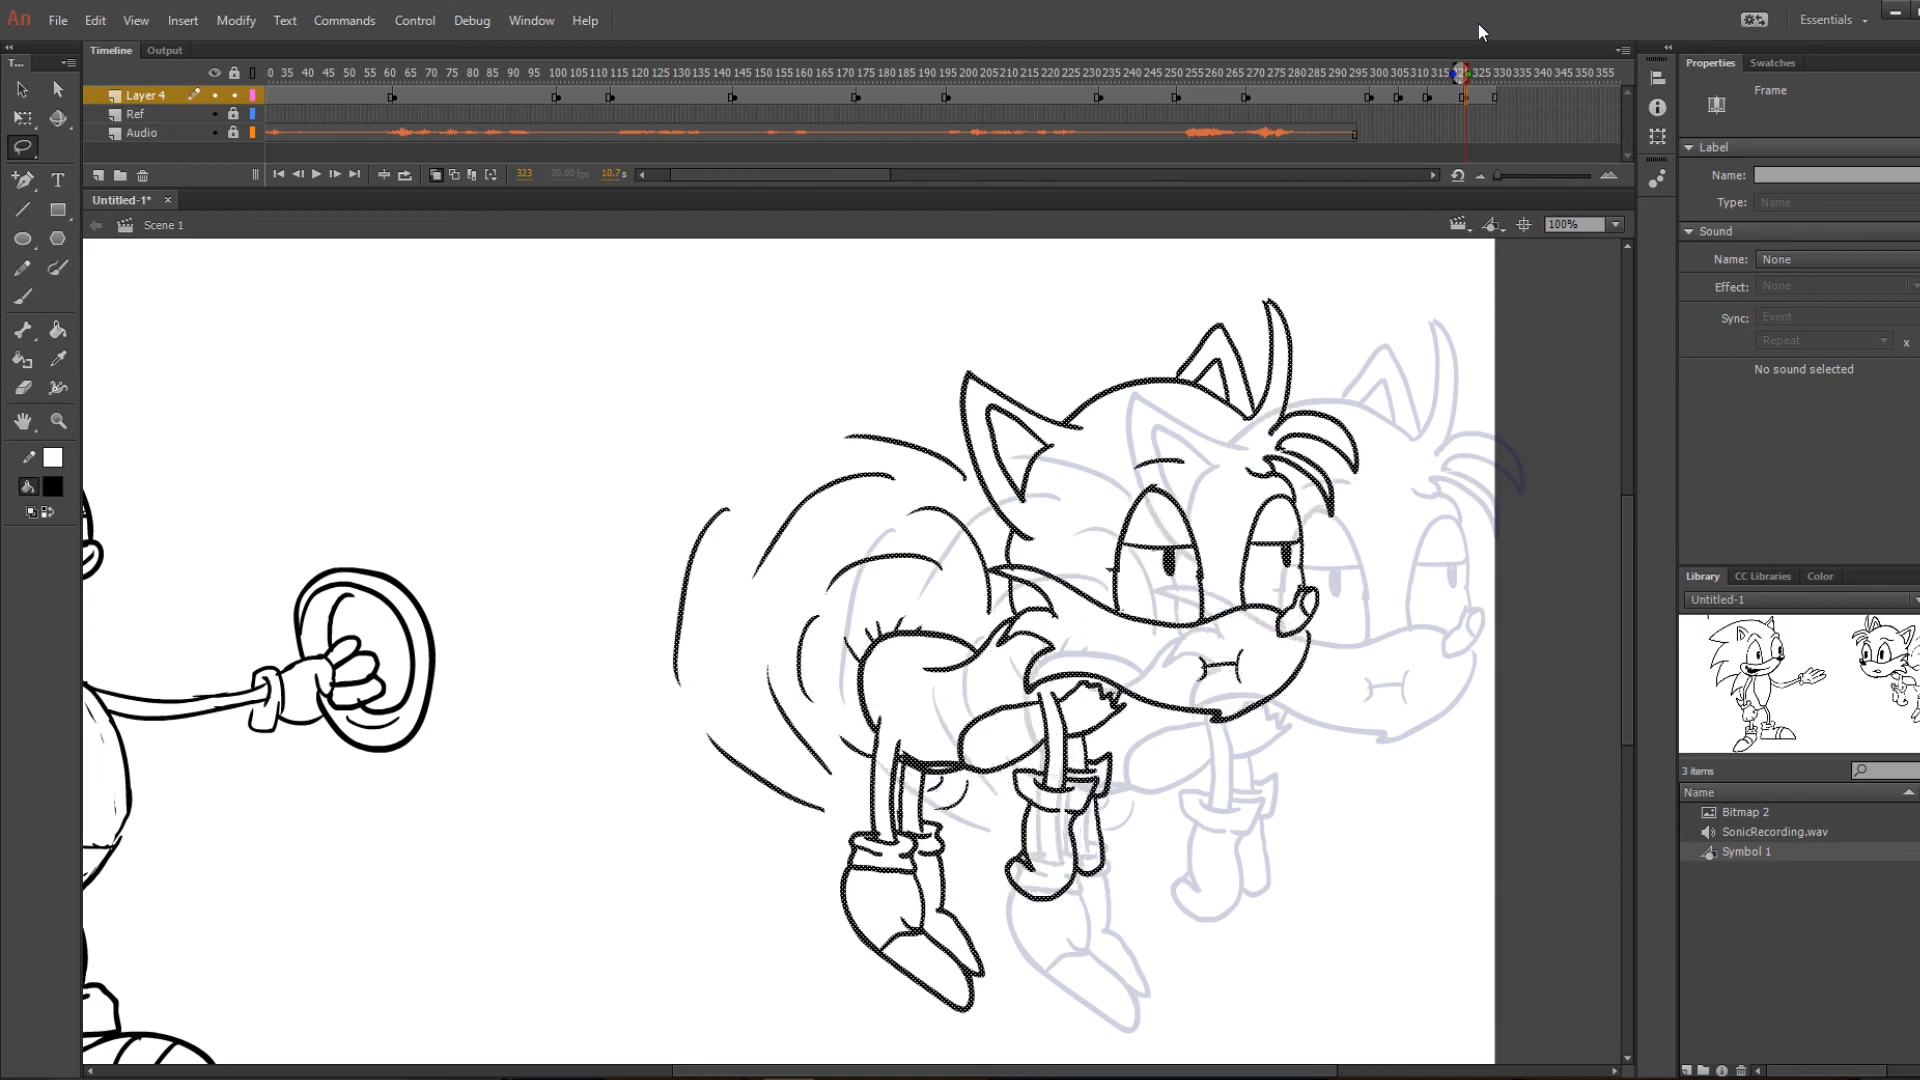 An File Edit View Insert Modify Text Commands Control Debug Window Help Essentials
T... Timeline Output Properties Swatches
0 35 30 45 50 55 60 65 70 75 80 85 90 95 100 105 110 115 120 125 130 135 140 145 150 155 160 165 170 175 180 185 190 195 200 205 210 215 220 225 230 235 240 245 250 255 260 265 270 275 280 285 290 295 300 305 310 315 325 330 335 340 345 350 355
Frame
Layer 4
Ref
Audio
Label
323 30.00 fps 10.7 s
Name:
Untitled-1* ×
Type: Name
Scene 1 100%
Sound
Name: None
Effect: None
Sync: Event
Repeat x
No sound selected
Library CC Libraries Color
Untitled-1
3 items
Name
Bitmap 2
SonicRecording.wav
Symbol 1